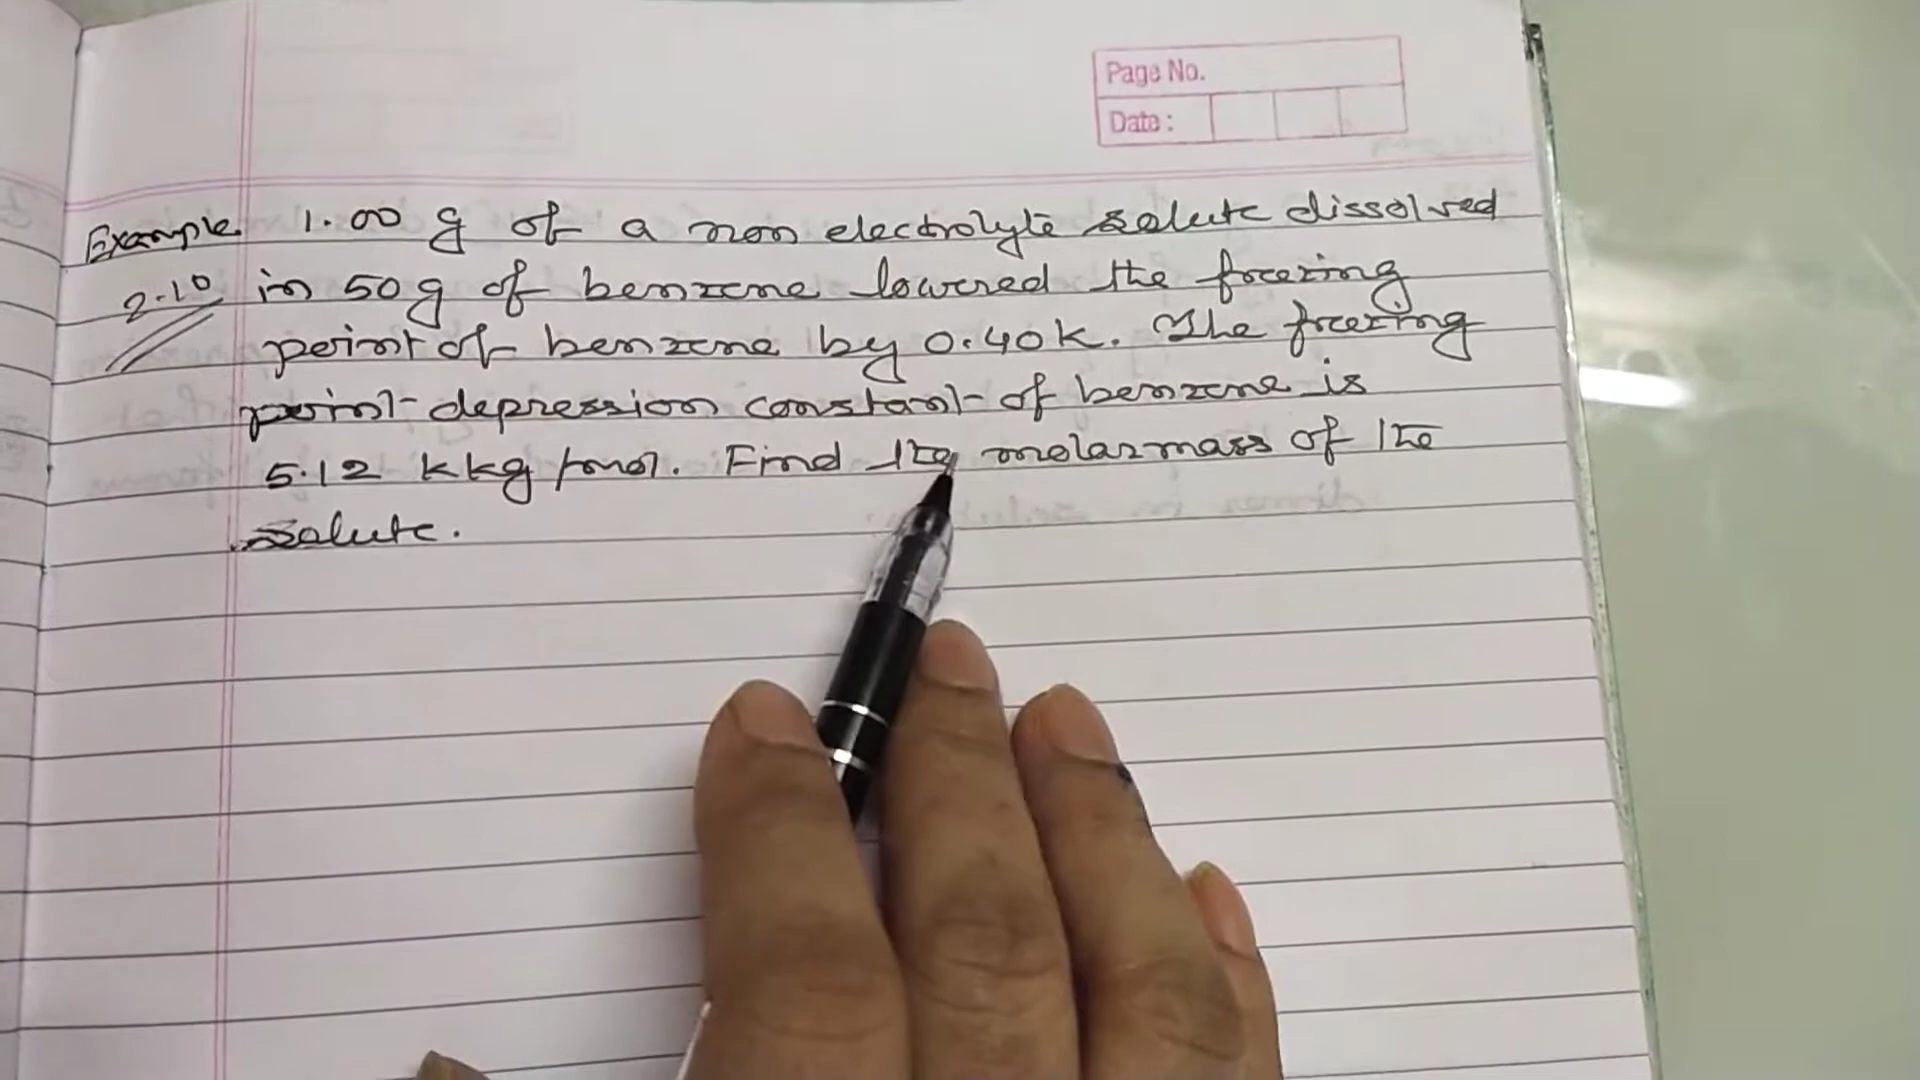 Page No.
Date :
Example 1.00 g of a non electrolyte solute dissolved
2.10 in 50 g of benzene lowered the freezing
point of benzene by 0.40 K. The freezing
point depression constant of benzene is
5.12 K kg /mol. Find the molar mass of the
solute.